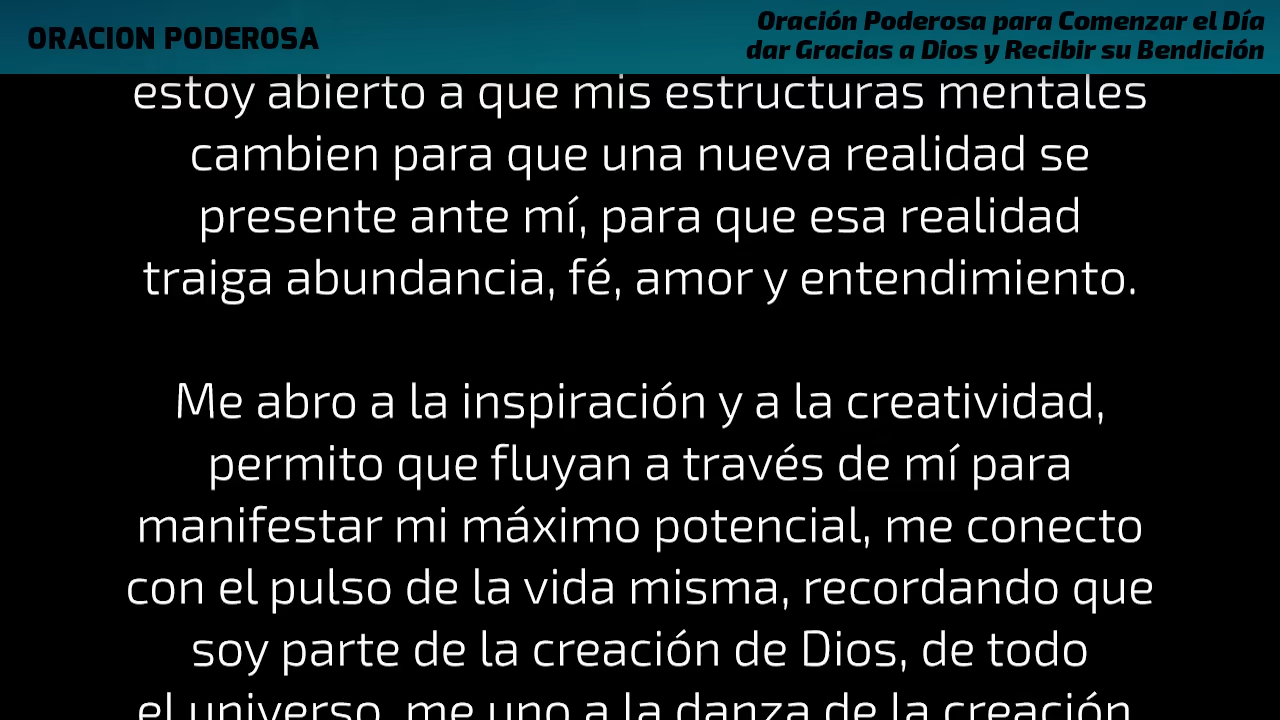 ORACION PODEROSA
Oración Poderosa para Comenzar el Día
dar Gracias a Dios y Recibir su Bendición
estoy abierto a que mis estructuras mentales
cambien para que una nueva realidad se
presente ante mí, para que esa realidad
traiga abundancia, fé, amor y entendimiento.
Me abro a la inspiración y a la creatividad,
permito que fluyan a través de mí para
manifestar mi máximo potencial, me conecto
con el pulso de la vida misma, recordando que
soy parte de la creación de Dios, de todo
el universo, me uno a la danza de la creación